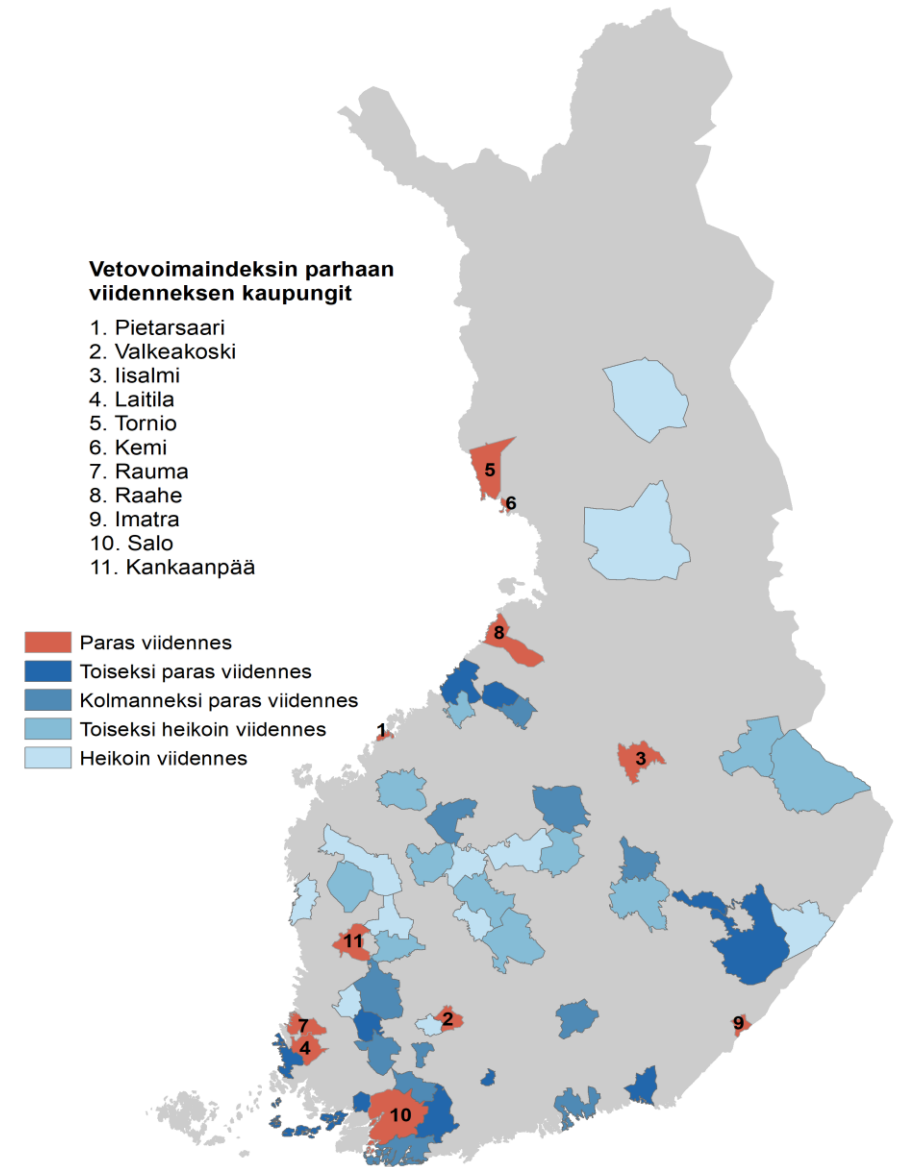 Vetovoimaindeksin parhaan
viidenneksen kaupungit
1. Pietarsaari
2. Valkeakoski
3. Iisalmi
4. Laitila
5. Tornio
6. Kemi
7. Rauma
8. Raahe
9. Imatra
10. Salo
11. Kankaanpää
Paras viidennes
Toiseksi paras viidennes
Kolmanneksi paras viidennes
Toiseksi heikoin viidennes
Heikoin viidennes
5
6
8
1
3
11
2
7
9
4
10